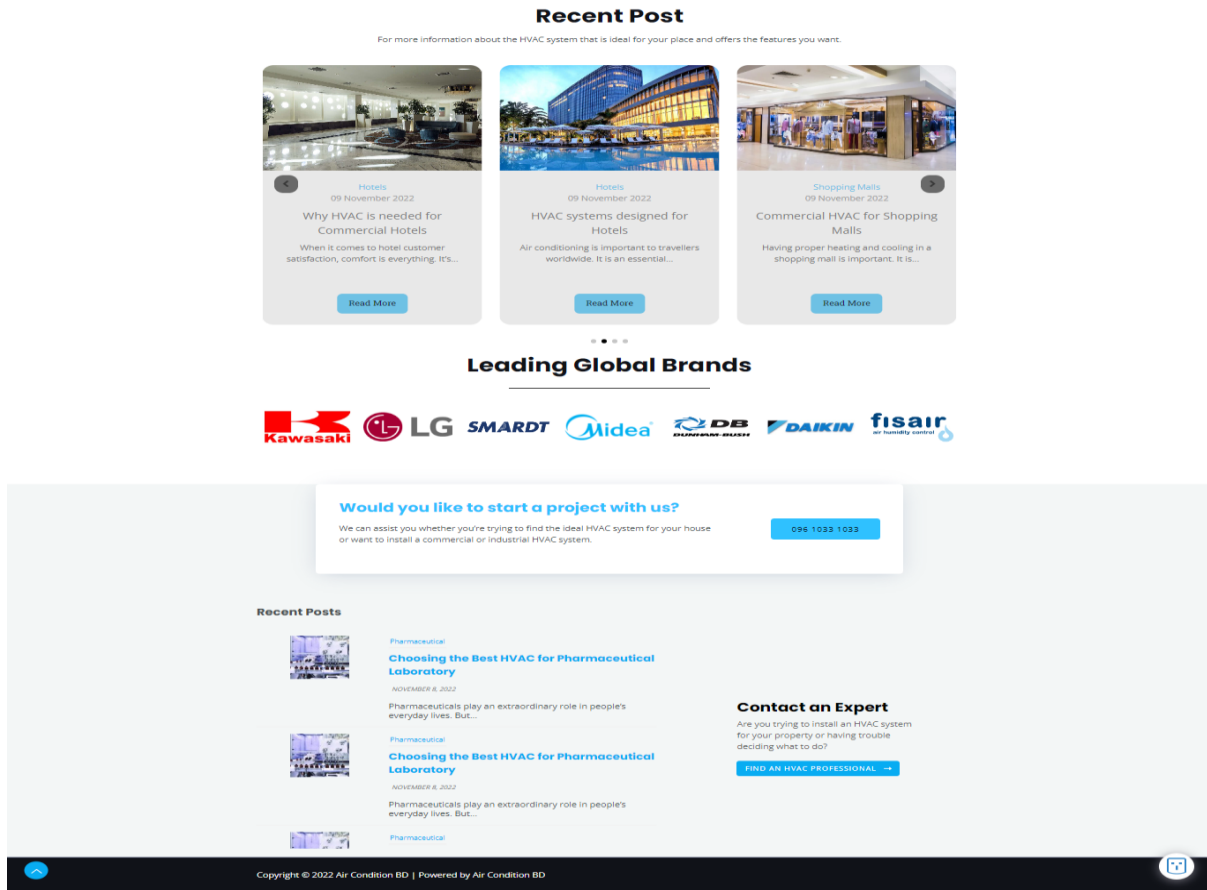 Recent Post
For more information about the HVAC system that is ideal for your place and offers the features you want.
Hotels
09 November 2022
Why HVAC is needed for
Commercial Hotels
When it comes to hotel customer
satisfaction, comfort is everything. It's...
Read More
Hotels
09 November 2022
HVAC systems designed for
Hotels
Air conditioning is important to travellers
worldwide. It is an essential...
Read More
Shopping Malls
09 November 2022
Commercial HVAC for Shopping
Malls
Having proper heating and cooling in a
shopping mall is important. It is...
Read More
Leading Global Brands
Kawasaki
LG
SMARDT
Midea
DB
DUNHAM-BUSH
DAIKIN
fisair
air humidity control
Would you like to start a project with us?
We can assist you whether you're trying to find the ideal HVAC system for your house
or want to install a commercial or industrial HVAC system.
096 1033 1033
Recent Posts
Pharmaceutical
Choosing the Best HVAC for Pharmaceutical
Laboratory
NOVEMBER 8, 2022
Pharmaceuticals play an extraordinary role in people's
everyday lives. But...
Pharmaceutical
Choosing the Best HVAC for Pharmaceutical
Laboratory
NOVEMBER 8, 2022
Pharmaceuticals play an extraordinary role in people's
everyday lives. But...
Pharmaceutical
Contact an Expert
Are you trying to install an HVAC system
for your property or having trouble
deciding what to do?
FIND AN HVAC PROFESSIONAL →
Copyright © 2022 Air Condition BD | Powered by Air Condition BD